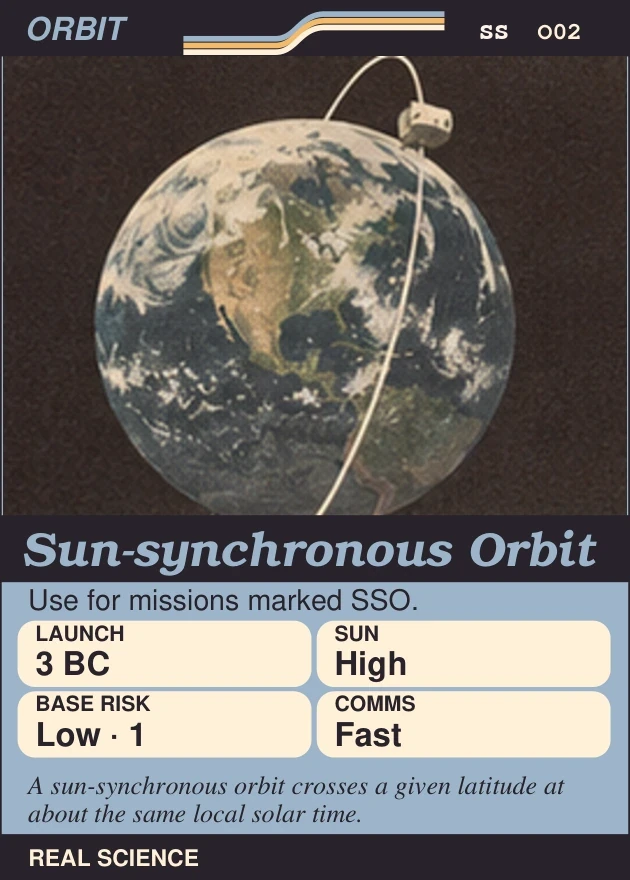 ORBIT
SS 002
Sun-synchronous Orbit
Use for missions marked SSO.
LAUNCH
3 BC
SUN
High
BASE RISK
Low · 1
COMMS
Fast
A sun-synchronous orbit crosses a given latitude at
about the same local solar time.
REAL SCIENCE